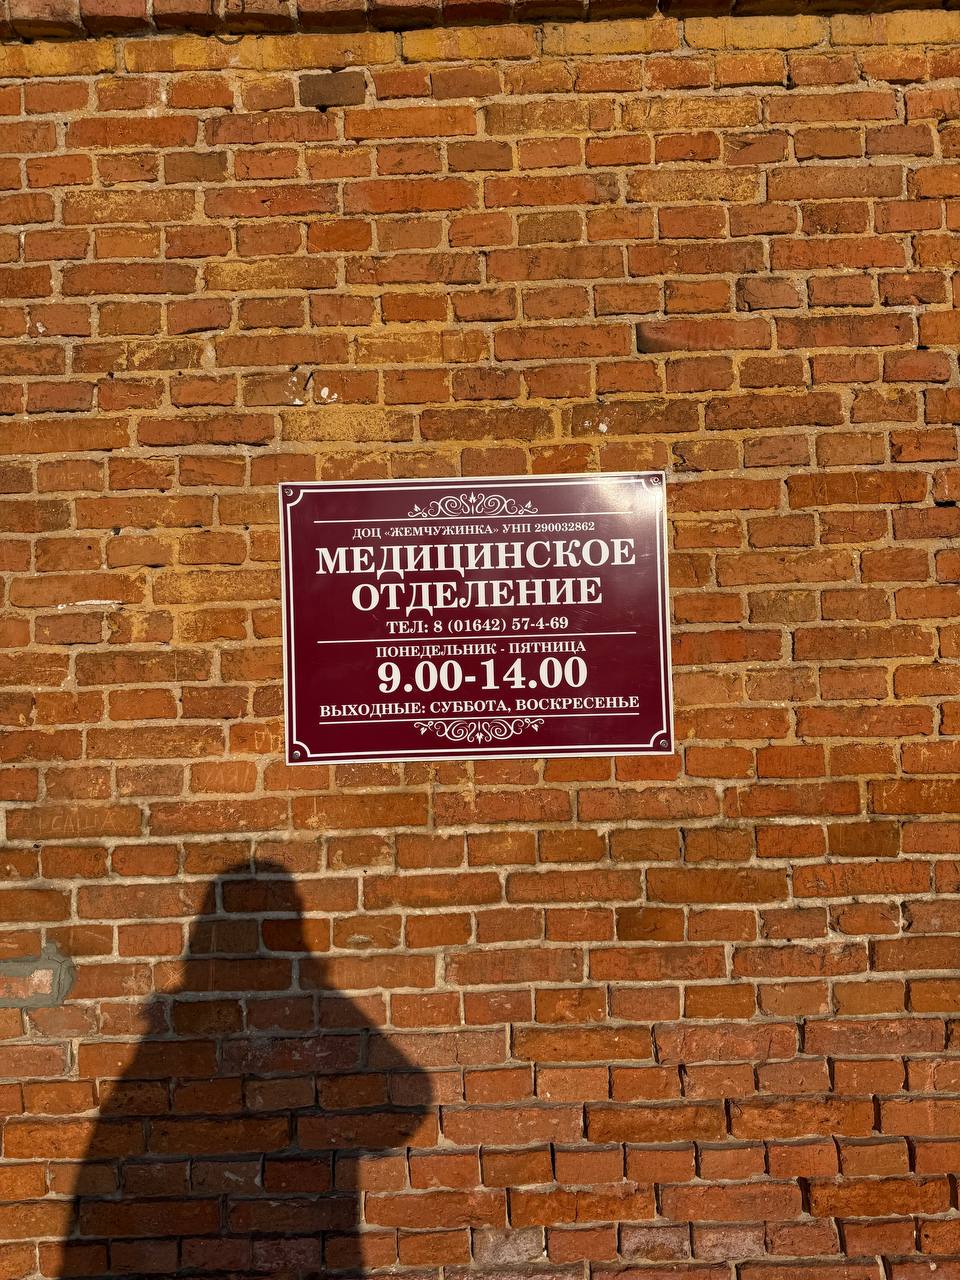 ДОЦ «ЖЕМЧУЖИНКА» УНП 290032862
МЕДИЦИНСКОЕ
ОТДЕЛЕНИЕ
ТЕЛ: 8 (01642) 57-4-69
ПОНЕДЕЛЬНИК - ПЯТНИЦА
9.00-14.00
ВЫХОДНЫЕ: СУББОТА, ВОСКРЕСЕНЬЕ